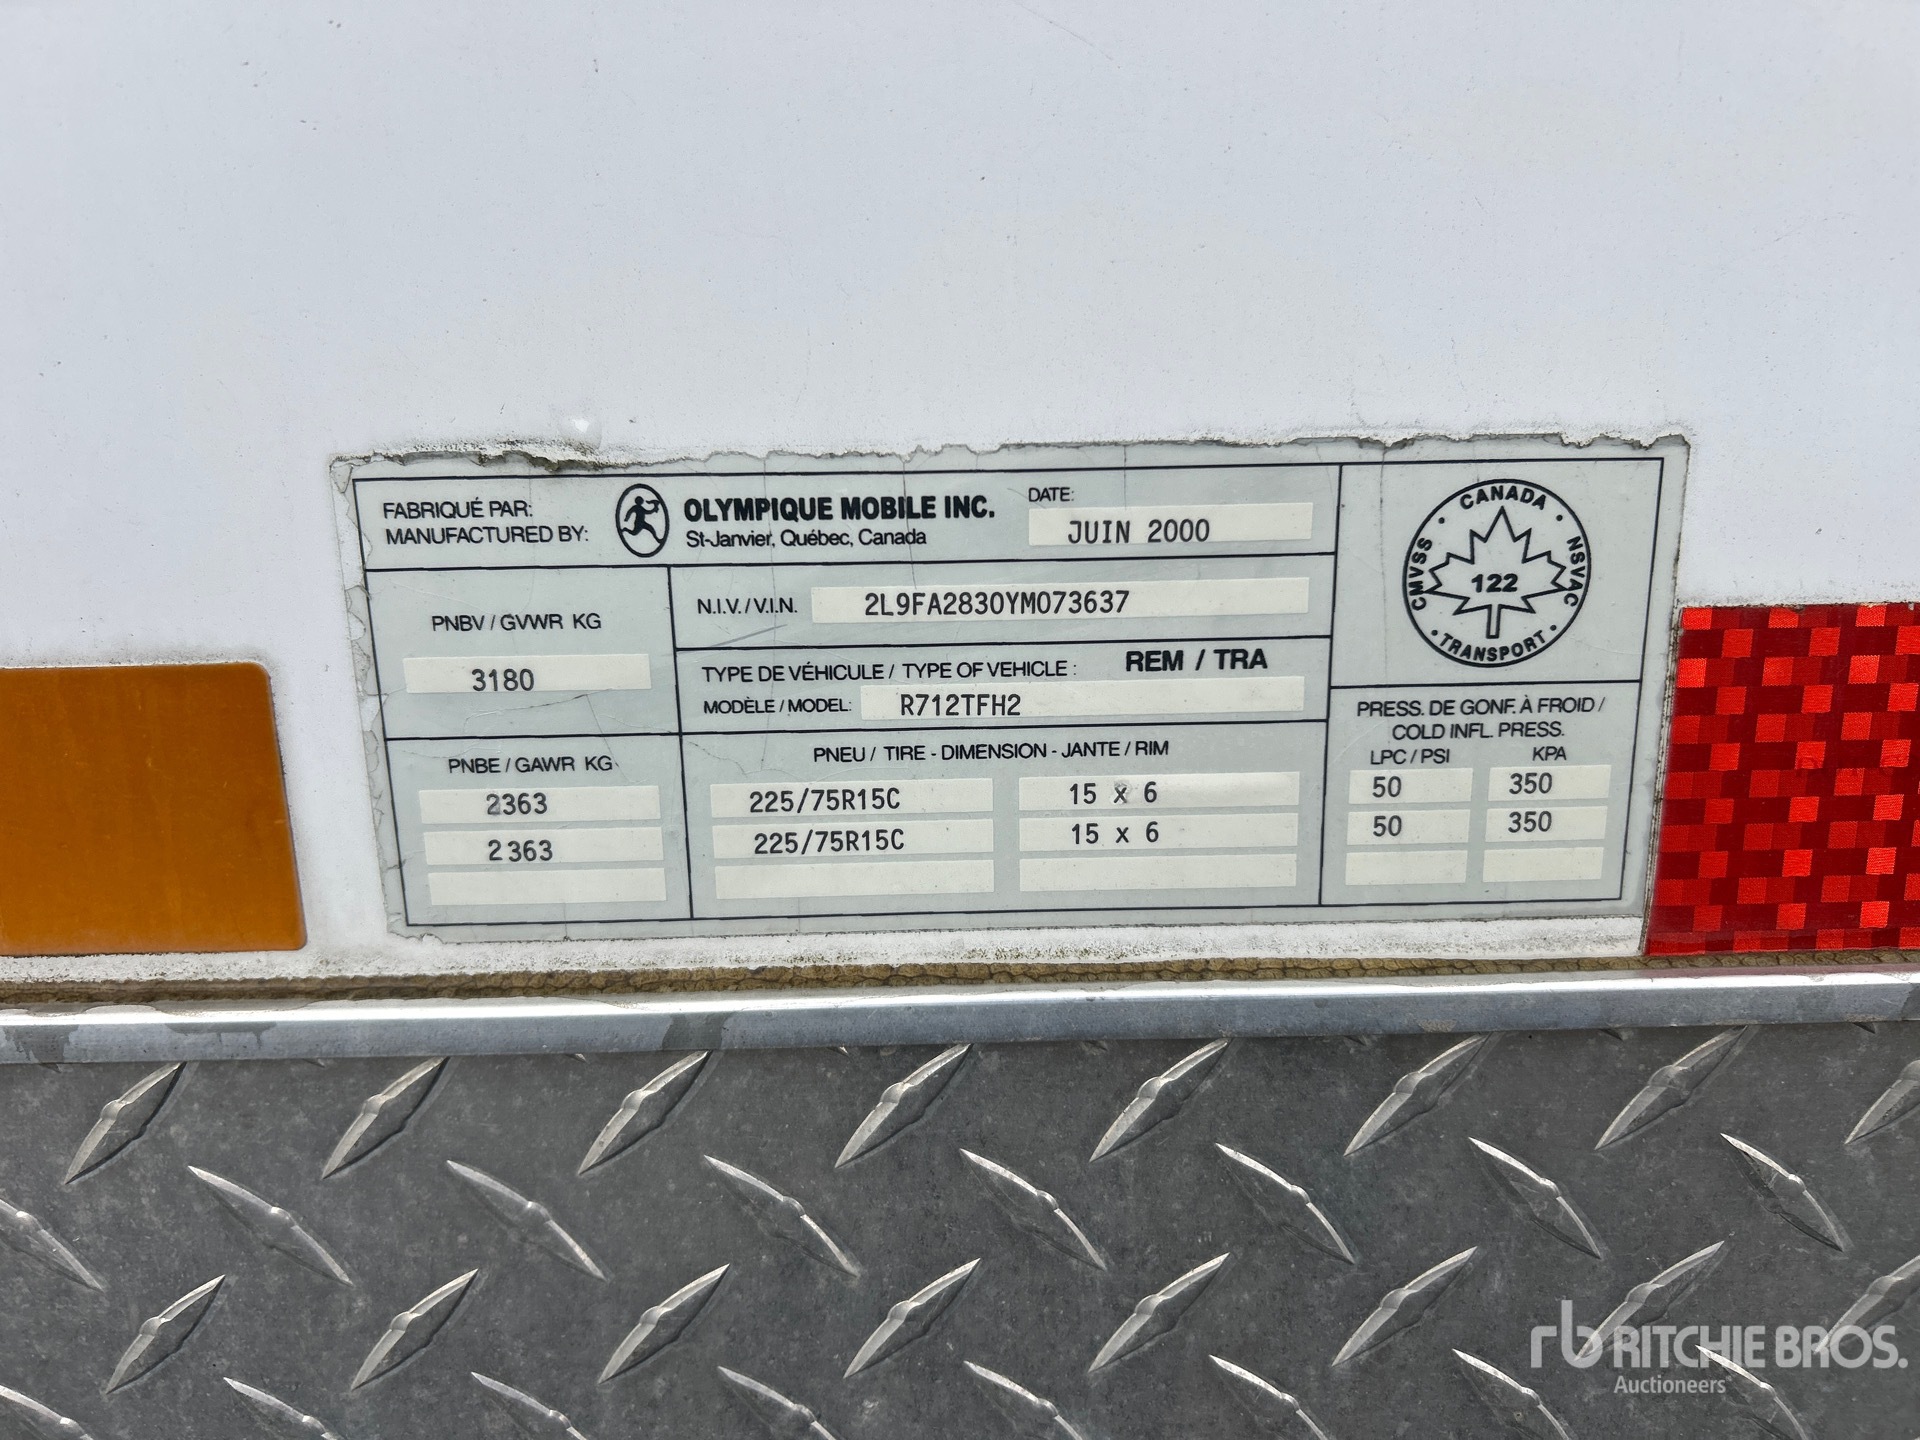 FABRIQUÉ PAR:
MANUFACTURED BY:
OLYMPIQUE MOBILE INC.
St-Janvier, Québec, Canada
DATE:
JUIN 2000
CANADA
CMVSS
NSVAC
122
TRANSPORT
PNBV / GVWR KG
3180
N.I.V. / V.I.N.
2L9FA2830YM073637
TYPE DE VÉHICULE / TYPE OF VEHICLE : REM / TRA
MODÈLE / MODEL: R712TFH2
PRESS. DE GONF. À FROID /
COLD INFL. PRESS.
LPC / PSI KPA
50 350
50 350
PNBE / GAWR KG
2363
2363
PNEU / TIRE - DIMENSION - JANTE / RIM
225/75R15C 15 x 6
225/75R15C 15 x 6
rb RITCHIE BROS.
Auctioneers